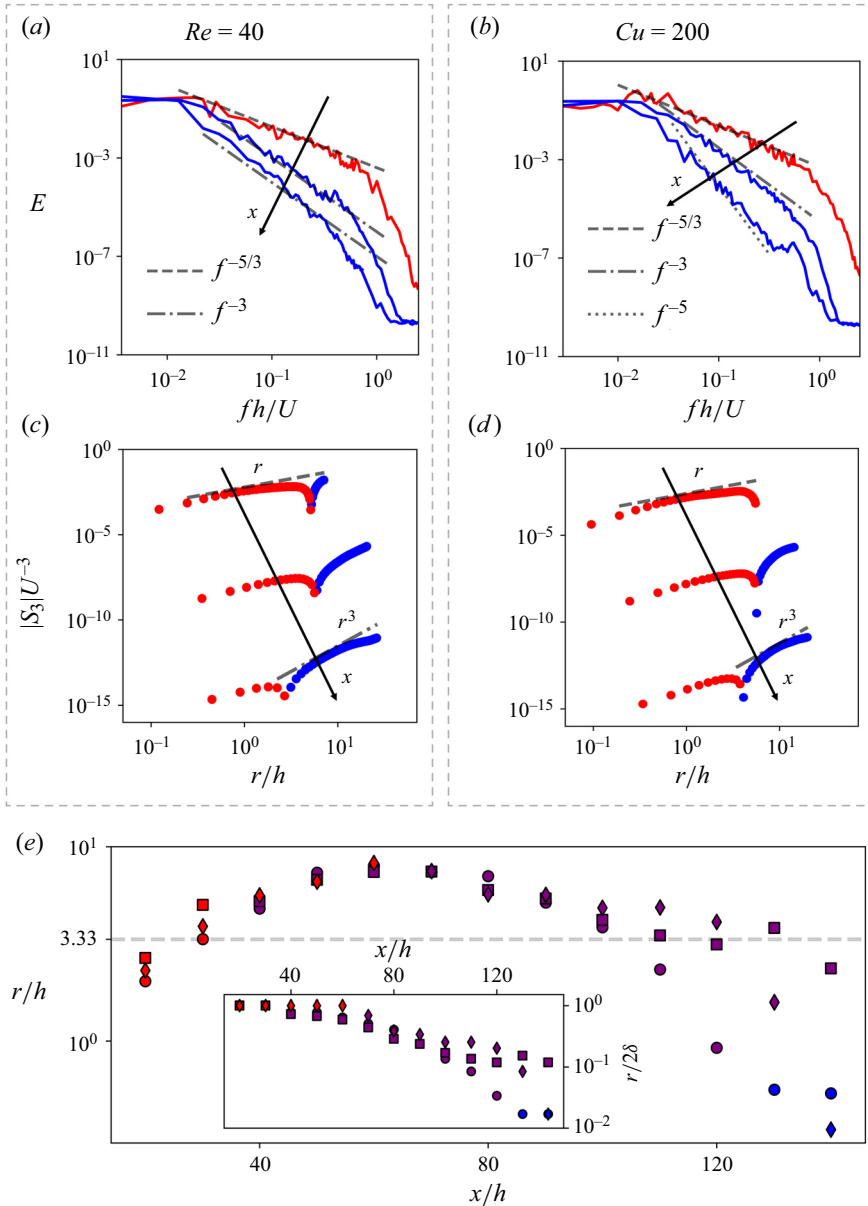 (a) Re = 40
(b) Cu = 200
10^1
10^−3
10^−7
10^−11
E
x
f^−5/3
f^−3
10^−2 10^−1 10^0
fh/U
10^1
10^−3
10^−7
10^−11
x
f^−5/3
f^−3
f^−5
10^−2 10^−1 10^0
fh/U
(c)
10^0
10^−5
10^−10
10^−15
|S_3|U^−3
r
r^3
x
10^−1 10^0 10^1
r/h
(d)
10^0
10^−5
10^−10
10^−15
r
r^3
x
10^−1 10^0 10^1
r/h
(e)
10^1
3.33
r/h
10^0
x/h
40 80 120
10^0
10^−1
10^−2
r/2δ
40 80 120
x/h